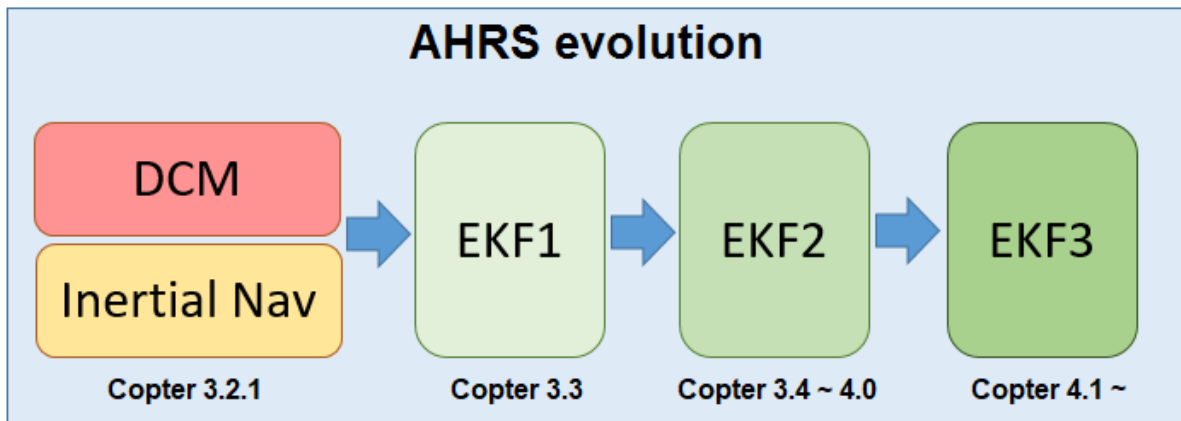 AHRS evolution
DCM
Inertial Nav
EKF1
EKF2
EKF3
Copter 3.2.1
Copter 3.3
Copter 3.4 ~ 4.0
Copter 4.1 ~